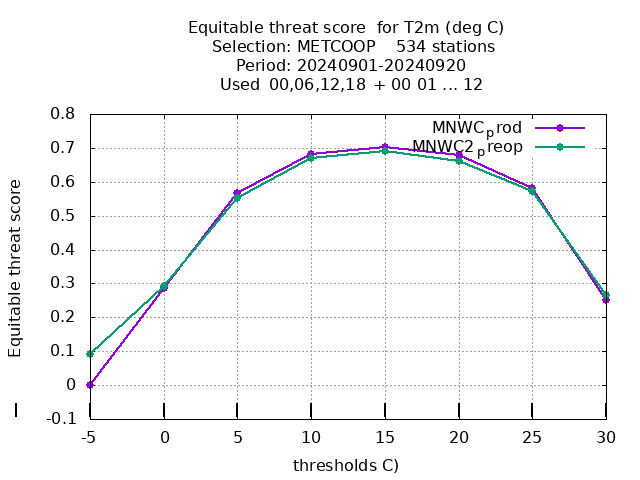 Equitable threat score  for T2m (deg C)
Selection: METCOOP    534 stations
Period: 20240901-20240920
Used  00,06,12,18  + 00 01 ... 12
0.8
0.7
0.6
0.5
0.4
0.3
0.2
0.1
0
-0.1
MNWCprod
MNWC2preop
Equitable threat score
-5 0 5 10 15 20 25 30
thresholds C)